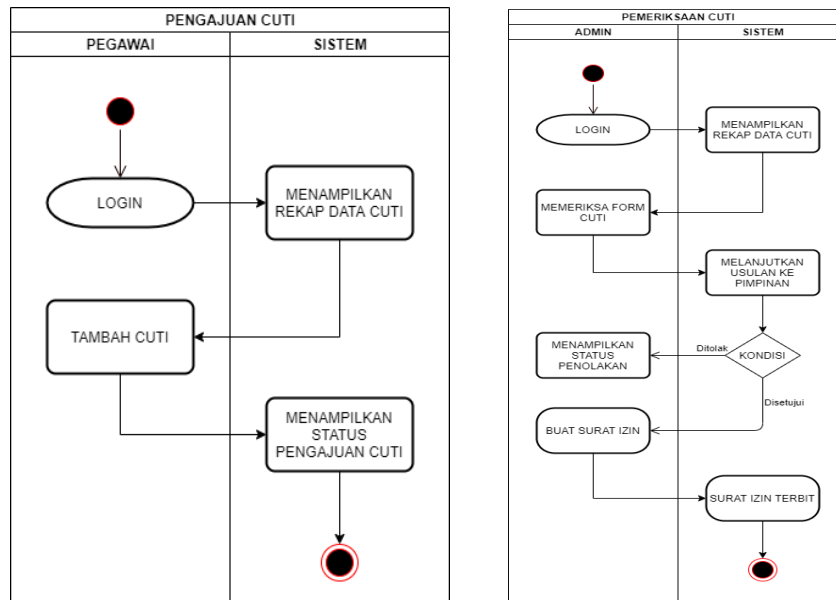 PENGAJUAN CUTI
PEGAWAI
SISTEM
LOGIN
MENAMPILKAN
REKAP DATA CUTI
TAMBAH CUTI
MENAMPILKAN
STATUS
PENGAJUAN CUTI
PEMERIKSAAN CUTI
ADMIN
SISTEM
LOGIN
MENAMPILKAN
REKAP DATA CUTI
MEMERIKSA FORM
CUTI
MELANJUTKAN
USULAN KE
PIMPINAN
KONDISI
Ditolak
MENAMPILKAN
STATUS
PENOLAKAN
Disetujui
BUAT SURAT IZIN
SURAT IZIN TERBIT